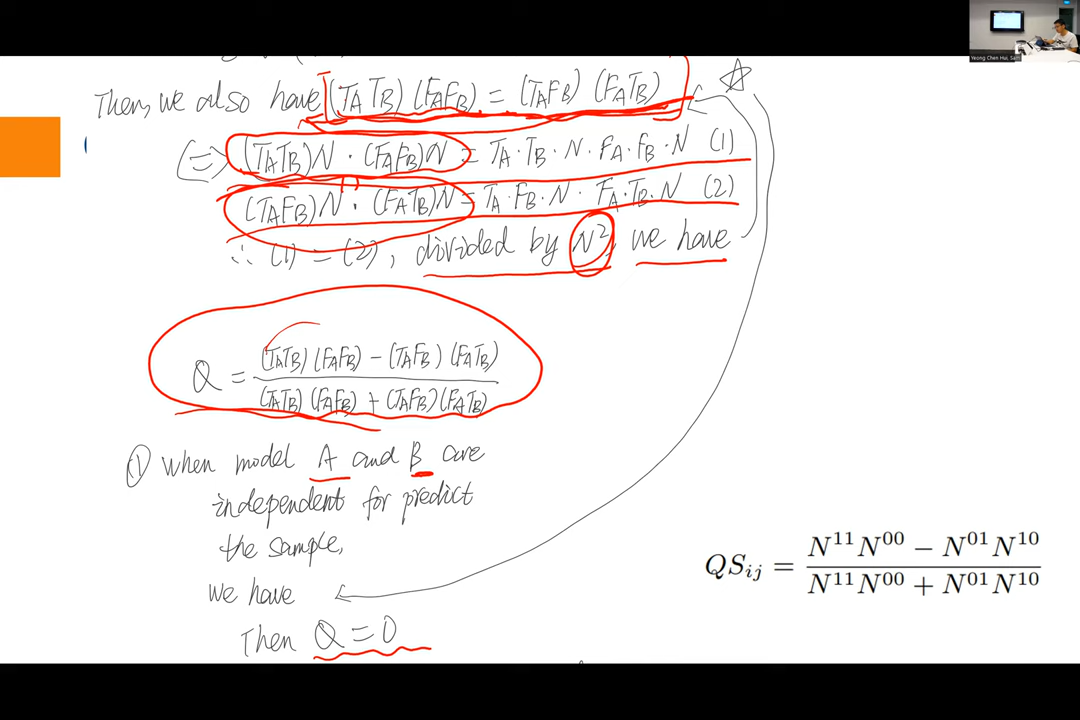 Yeong Chen Hui, Sam
Then, we also have (TATB)(FAFB) = (TAFB)(FATB)
(=) (TATB)N · (FAFB)N = TA · TB · N · FA · FB · N (1)
(TAFB)N · (FATB)N = TA · FB · N · FA · TB · N (2)
∴ (1) = (2), divided by N², we have
Q = (TATB)(FAFB) − (TAFB)(FATB)
(TATB)(FAFB) + (TAFB)(FATB)
① when model A and B are
independent for predict
the sample,
we have
Then Q = 0
QSij = N¹¹N⁰⁰ − N⁰¹N¹⁰
N¹¹N⁰⁰ + N⁰¹N¹⁰